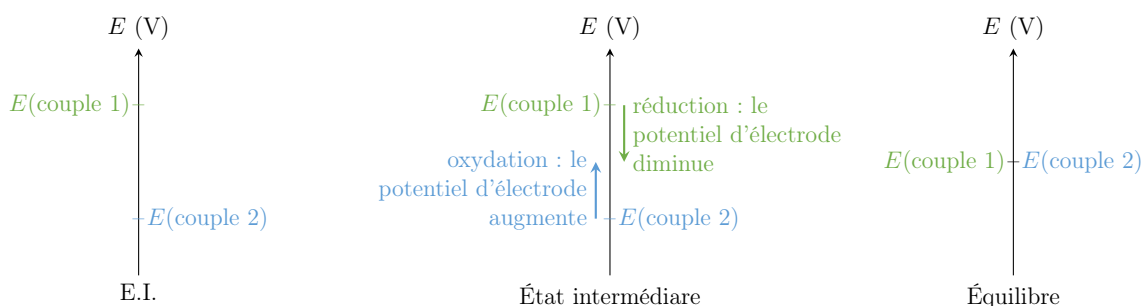 E (V)
E(couple 1)
E(couple 2)
E.I.
E (V)
E(couple 1)
réduction : le
potentiel d'électrode
diminue
oxydation : le
potentiel d'électrode
augmente
E(couple 2)
État intermédiare
E (V)
E(couple 1)
E(couple 2)
Équilibre